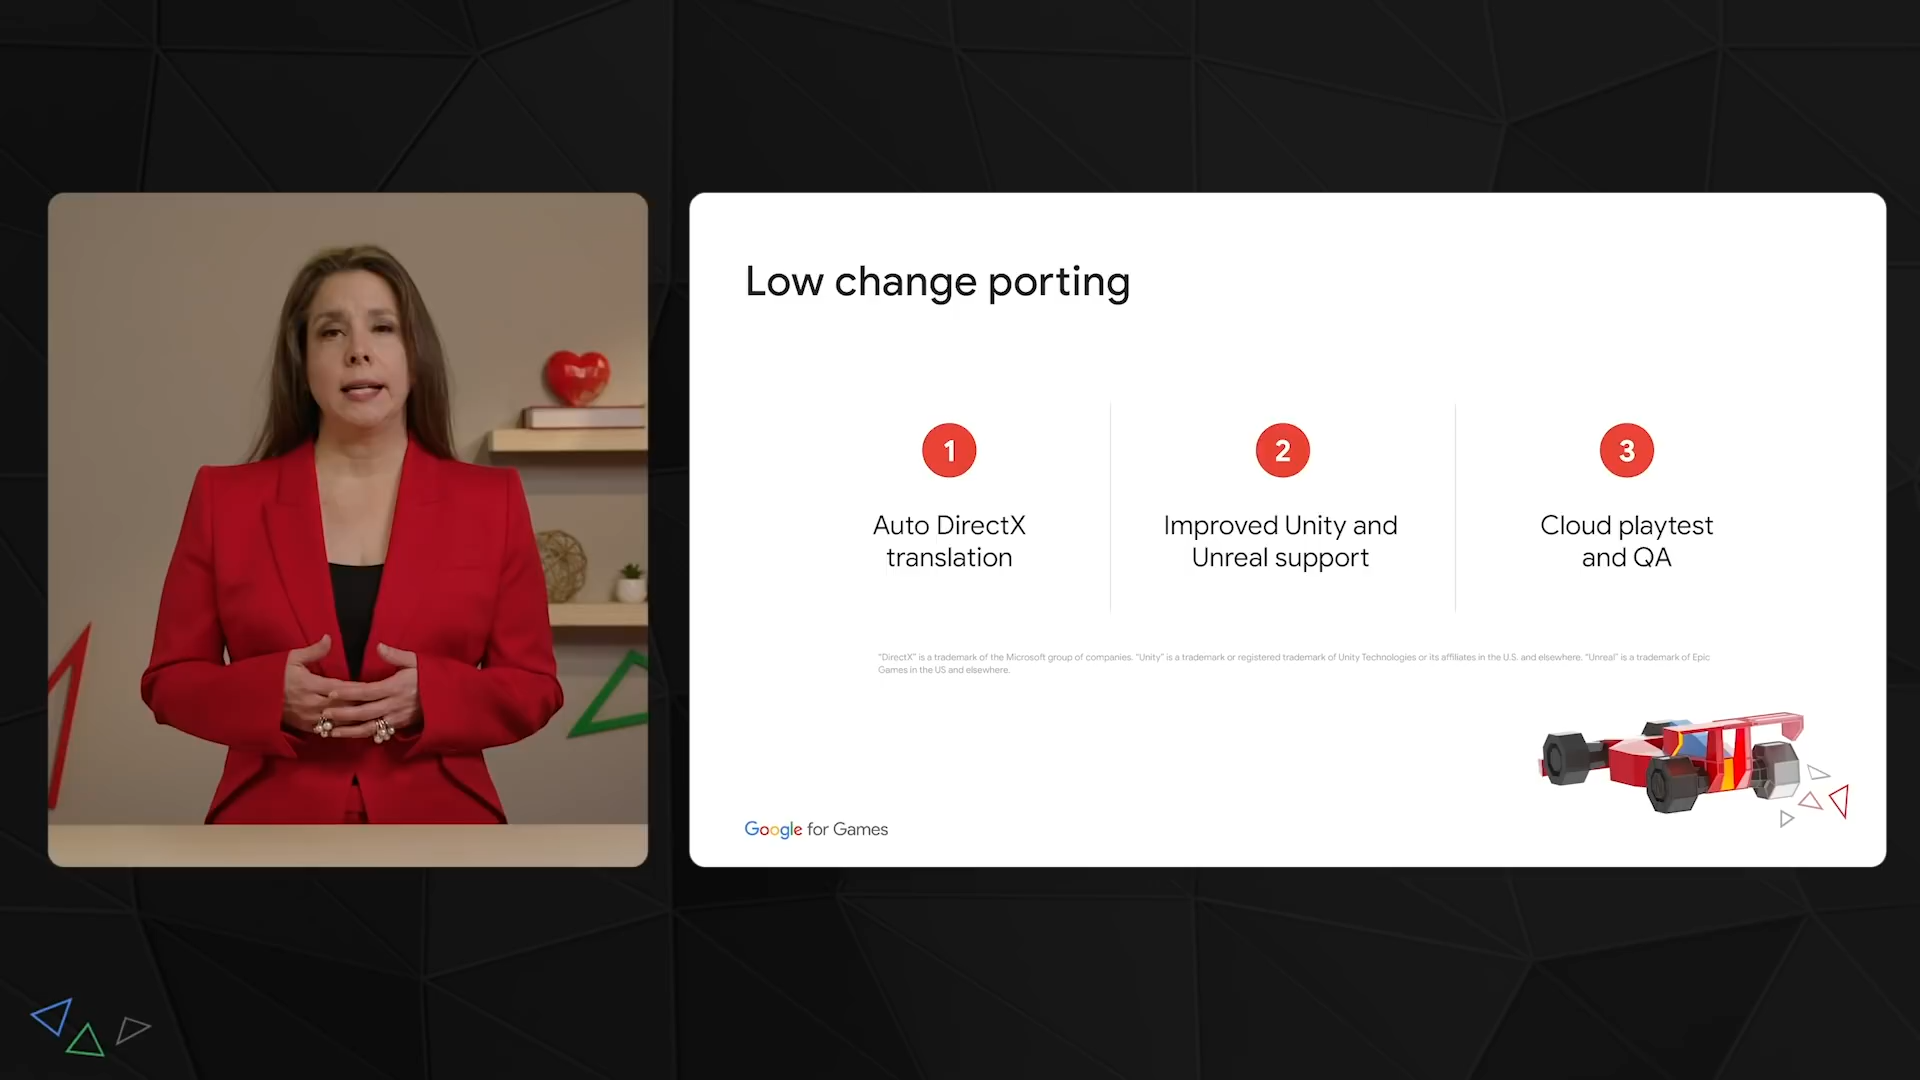 Low change porting
1
Auto DirectX
translation
2
Improved Unity and
Unreal support
3
Cloud playtest
and QA
"DirectX" is a trademark of the Microsoft group of companies. "Unity" is a trademark or registered trademark of Unity Technologies or its affiliates in the U.S. and elsewhere. "Unreal" is a trademark of Epic
Games in the US and elsewhere.
Google for Games